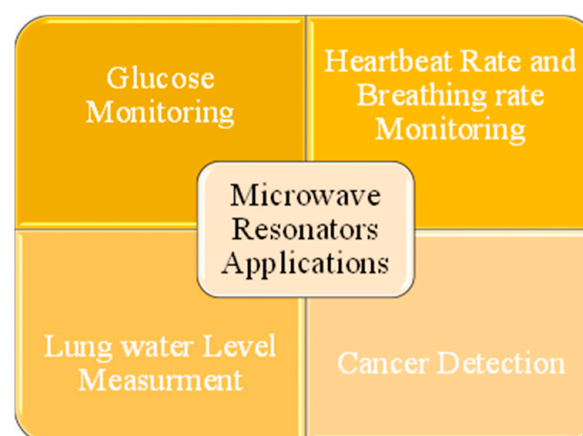 Glucose
Monitoring
Heartbeat Rate and
Breathing rate
Monitoring
Microwave
Resonators
Applications
Lung water Level
Measurment
Cancer Detection